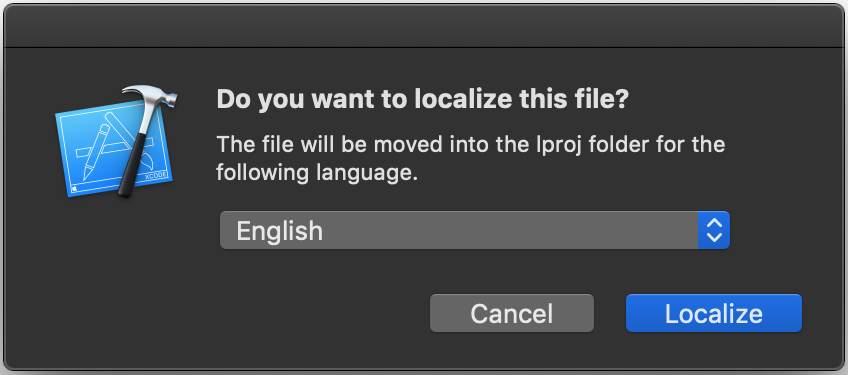 XCODE
Do you want to localize this file?
The file will be moved into the lproj folder for the
following language.
English
Cancel
Localize